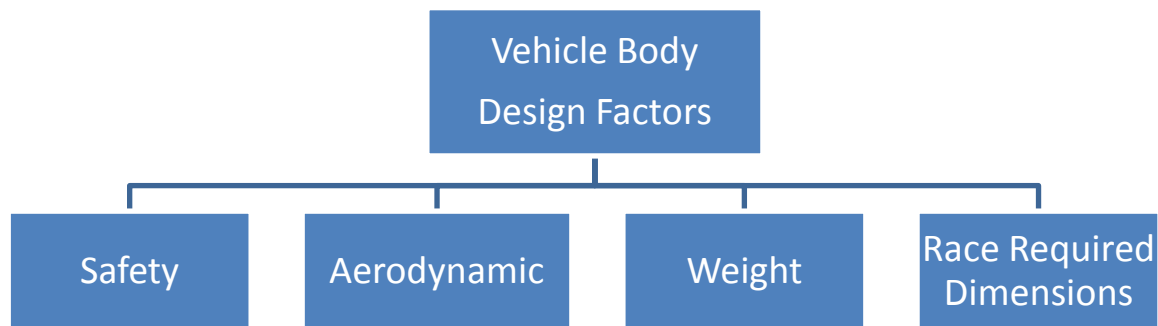 Vehicle Body
Design Factors
Safety
Aerodynamic
Weight
Race Required
Dimensions